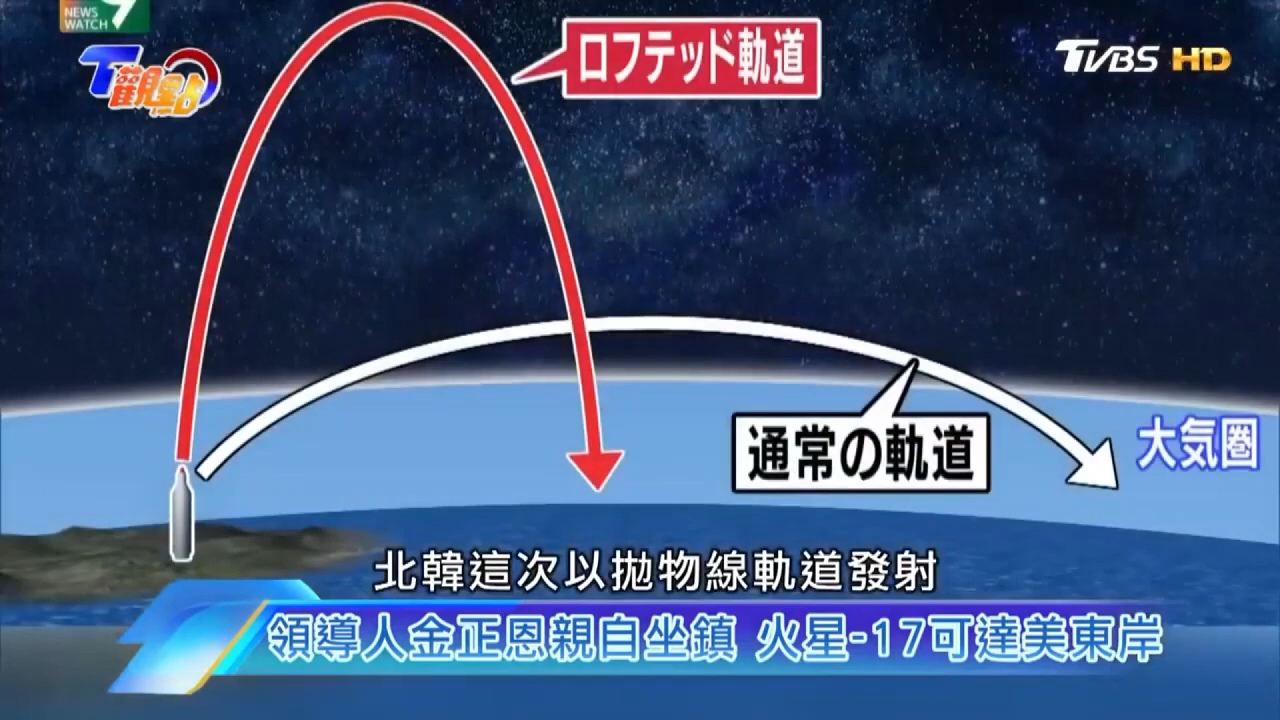 NEWS
WATCH 9
T觀點
TVBS HD
ロフテッド軌道
通常の軌道
大気圏
北韓這次以拋物線軌道發射
領導人金正恩親自坐鎮 火星-17可達美東岸